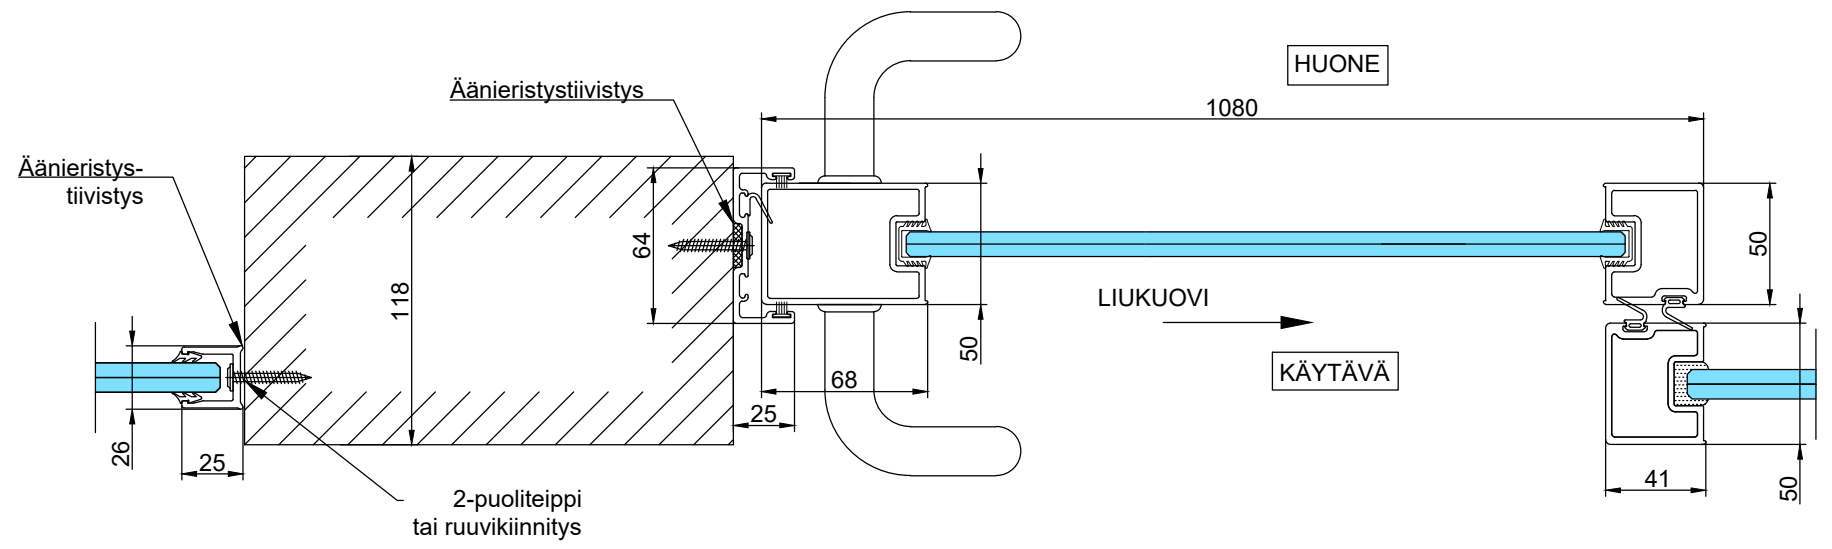 HUONE
Äänieristystiivistys
1080
Äänieristys-
tiivistys
64
50
118
LIUKUOVI
50
KÄYTÄVÄ
68
25
26
25
41
50
2-puoliteippi
tai ruuvikiinnitys